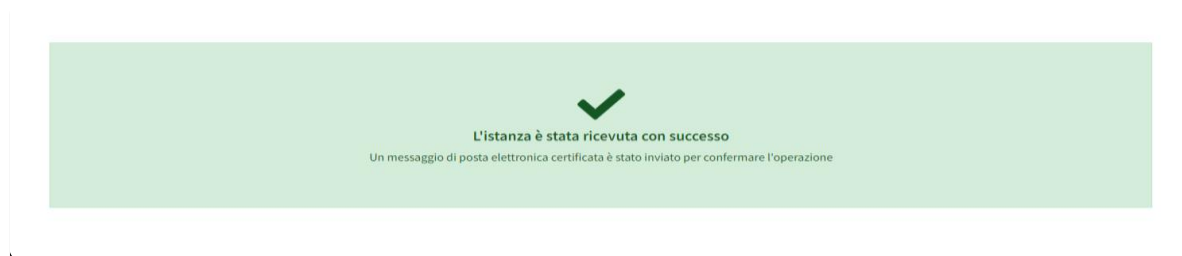 L'istanza è stata ricevuta con successo
Un messaggio di posta elettronica certificata è stato inviato per confermare l'operazione